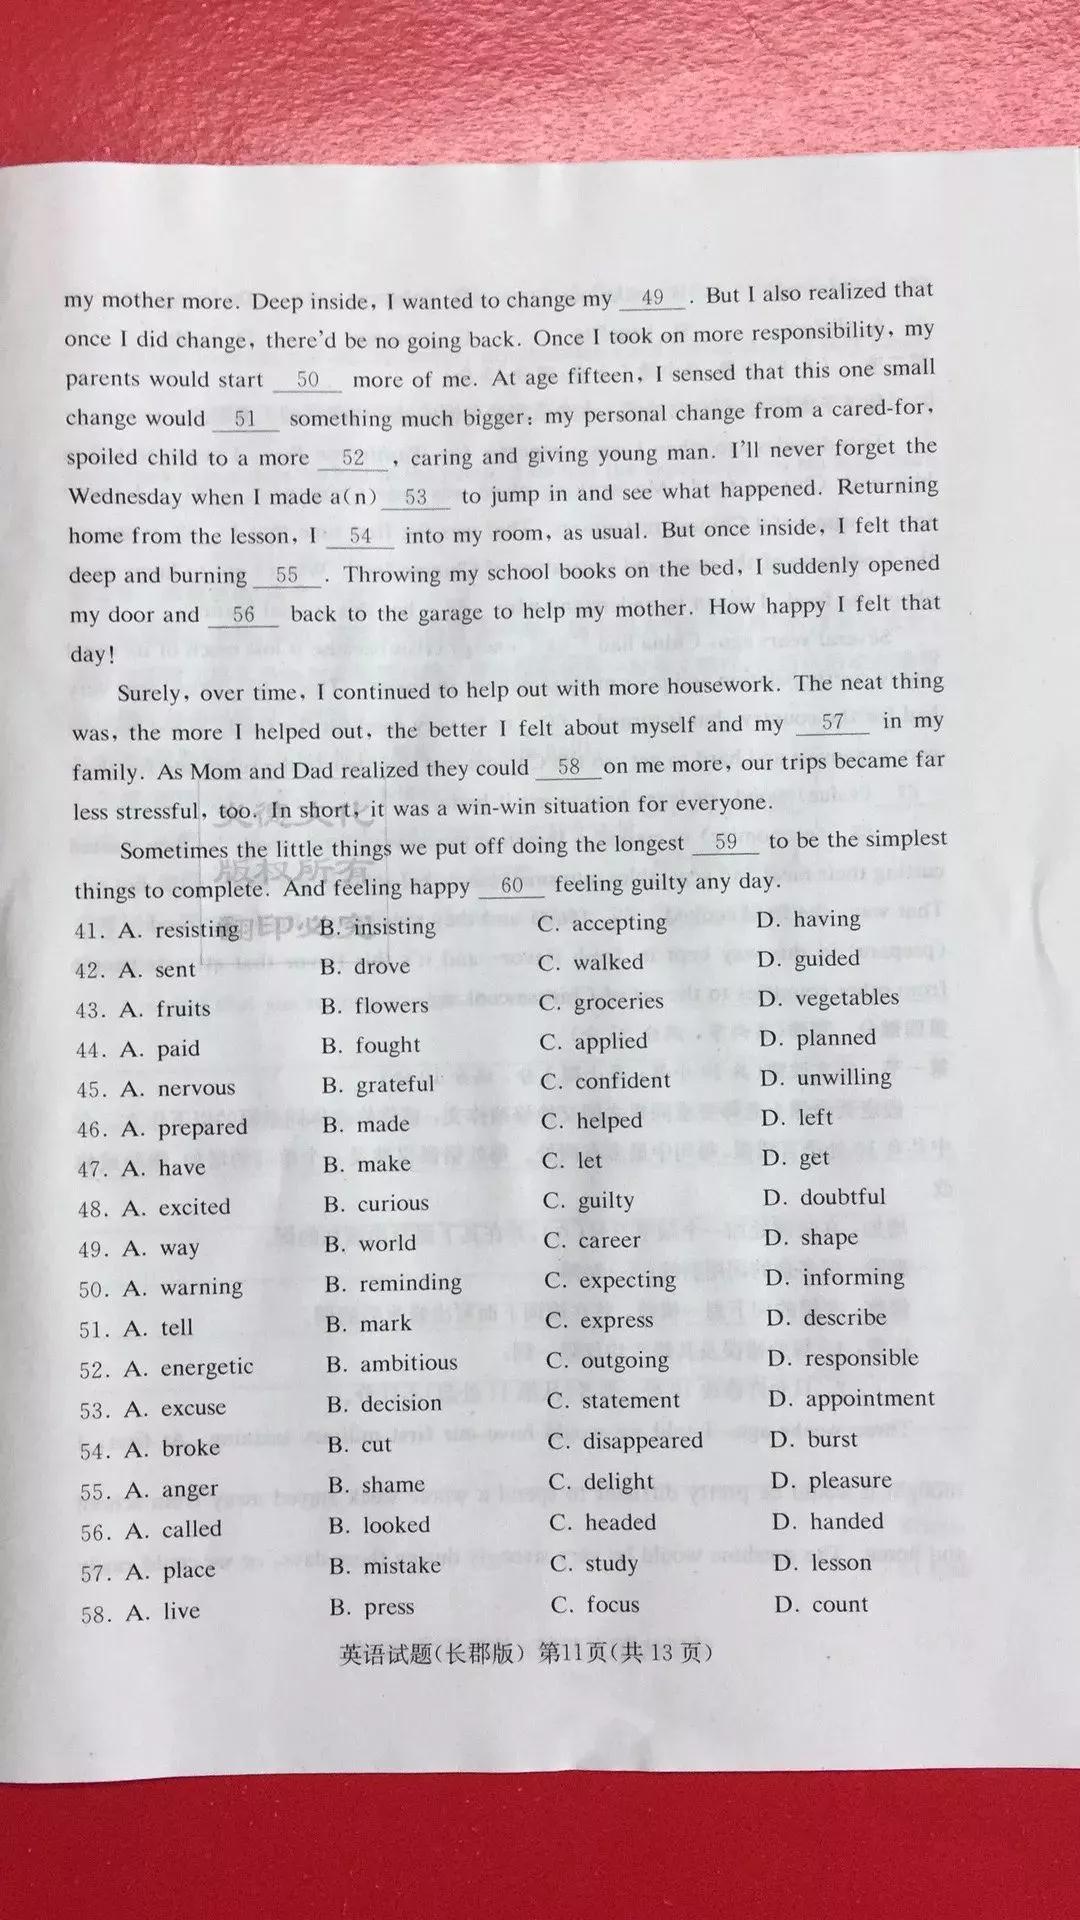 my mother more. Deep inside, I wanted to change my 49 . But I also realized that
once I did change, there'd be no going back. Once I took on more responsibility, my
parents would start 50 more of me. At age fifteen, I sensed that this one small
change would 51 something much bigger: my personal change from a cared-for,
spoiled child to a more 52 , caring and giving young man. I'll never forget the
Wednesday when I made a(n) 53 to jump in and see what happened. Returning
home from the lesson, I 54 into my room, as usual. But once inside, I felt that
deep and burning 55 . Throwing my school books on the bed, I suddenly opened
my door and 56 back to the garage to help my mother. How happy I felt that
day!
Surely, over time, I continued to help out with more housework. The neat thing
was, the more I helped out, the better I felt about myself and my 57 in my
family. As Mom and Dad realized they could 58 on me more, our trips became far
less stressful, too. In short, it was a win-win situation for everyone.
Sometimes the little things we put off doing the longest 59 to be the simplest
things to complete. And feeling happy 60 feeling guilty any day.
版权所有
翻印必究
41. A. resisting B. insisting C. accepting D. having
42. A. sent B. drove C. walked D. guided
43. A. fruits B. flowers C. groceries D. vegetables
44. A. paid B. fought C. applied D. planned
45. A. nervous B. grateful C. confident D. unwilling
46. A. prepared B. made C. helped D. left
47. A. have B. make C. let D. get
48. A. excited B. curious C. guilty D. doubtful
49. A. way B. world C. career D. shape
50. A. warning B. reminding C. expecting D. informing
51. A. tell B. mark C. express D. describe
52. A. energetic B. ambitious C. outgoing D. responsible
53. A. excuse B. decision C. statement D. appointment
54. A. broke B. cut C. disappeared D. burst
55. A. anger B. shame C. delight D. pleasure
56. A. called B. looked C. headed D. handed
57. A. place B. mistake C. study D. lesson
58. A. live B. press C. focus D. count
英语试题(长郡版) 第11页(共 13 页)